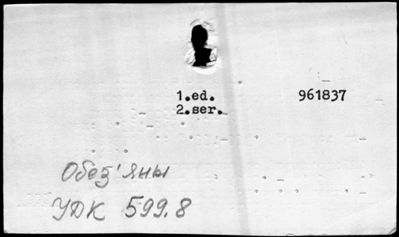 1.ed. 961837
2.ser.
Обез'яны
УДК 599.8